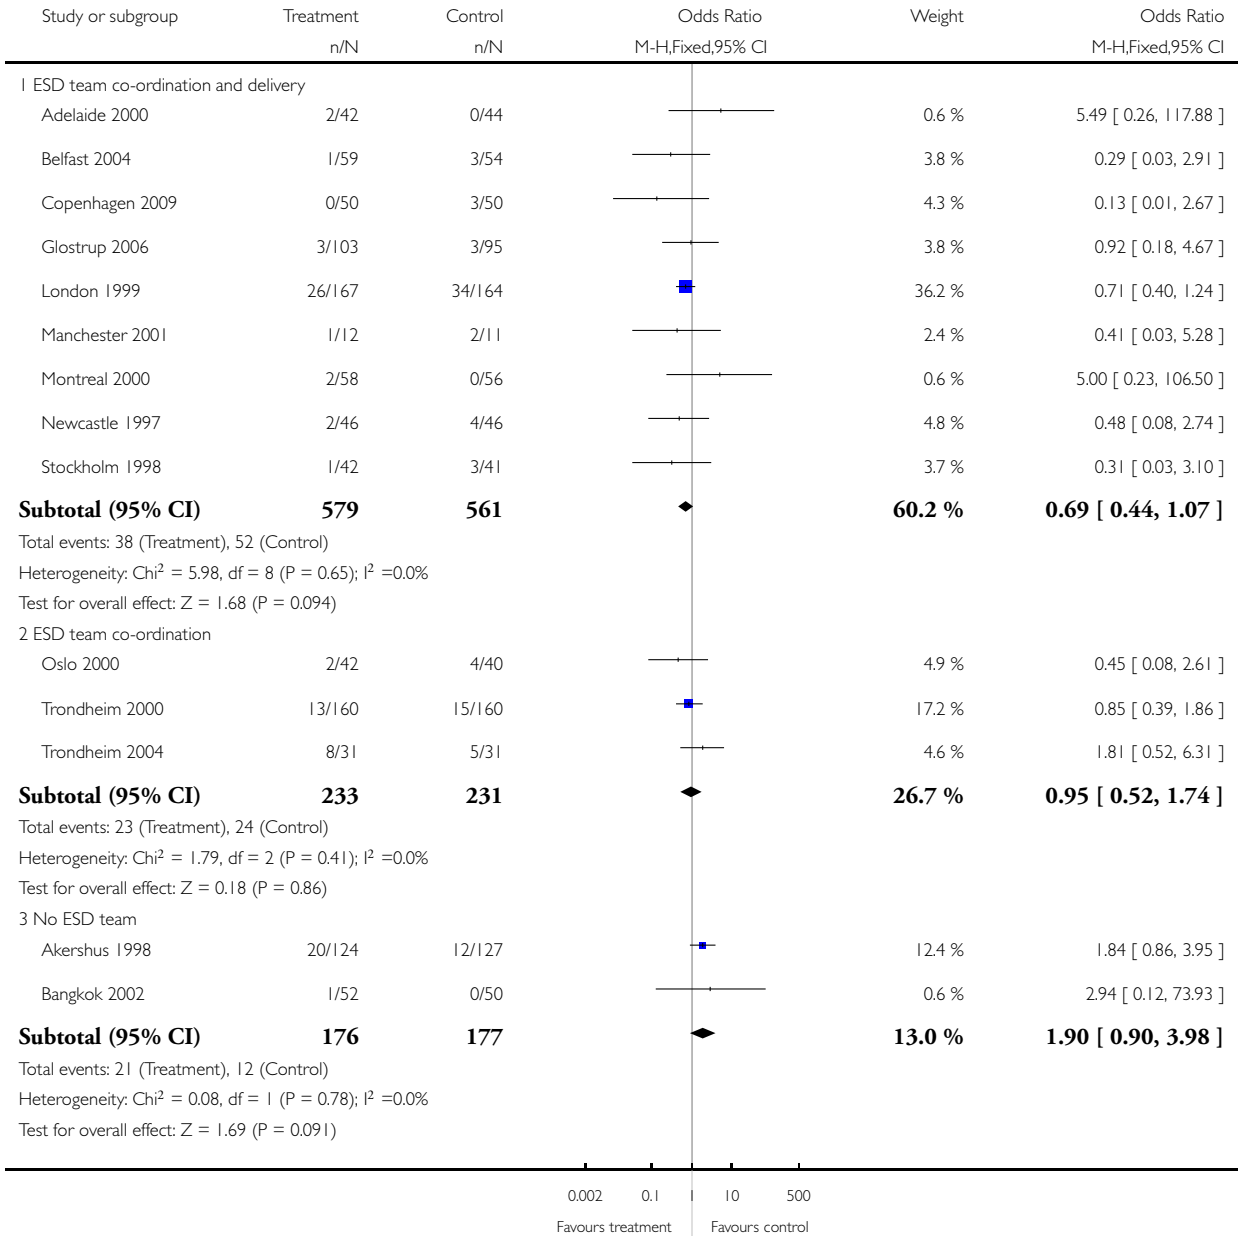 Study or subgroup Treatment Control Odds Ratio Weight Odds Ratio
n/N n/N M-H,Fixed,95% CI M-H,Fixed,95% CI
1 ESD team co-ordination and delivery
Adelaide 2000 2/42 0/44 0.6 % 5.49 [ 0.26, 117.88 ]
Belfast 2004 1/59 3/54 3.8 % 0.29 [ 0.03, 2.91 ]
Copenhagen 2009 0/50 3/50 4.3 % 0.13 [ 0.01, 2.67 ]
Glostrup 2006 3/103 3/95 3.8 % 0.92 [ 0.18, 4.67 ]
London 1999 26/167 34/164 36.2 % 0.71 [ 0.40, 1.24 ]
Manchester 2001 1/12 2/11 2.4 % 0.41 [ 0.03, 5.28 ]
Montreal 2000 2/58 0/56 0.6 % 5.00 [ 0.23, 106.50 ]
Newcastle 1997 2/46 4/46 4.8 % 0.48 [ 0.08, 2.74 ]
Stockholm 1998 1/42 3/41 3.7 % 0.31 [ 0.03, 3.10 ]
Subtotal (95% CI) 579 561 60.2 % 0.69 [ 0.44, 1.07 ]
Total events: 38 (Treatment), 52 (Control)
Heterogeneity: Chi² = 5.98, df = 8 (P = 0.65); I² =0.0%
Test for overall effect: Z = 1.68 (P = 0.094)
2 ESD team co-ordination
Oslo 2000 2/42 4/40 4.9 % 0.45 [ 0.08, 2.61 ]
Trondheim 2000 13/160 15/160 17.2 % 0.85 [ 0.39, 1.86 ]
Trondheim 2004 8/31 5/31 4.6 % 1.81 [ 0.52, 6.31 ]
Subtotal (95% CI) 233 231 26.7 % 0.95 [ 0.52, 1.74 ]
Total events: 23 (Treatment), 24 (Control)
Heterogeneity: Chi² = 1.79, df = 2 (P = 0.41); I² =0.0%
Test for overall effect: Z = 0.18 (P = 0.86)
3 No ESD team
Akershus 1998 20/124 12/127 12.4 % 1.84 [ 0.86, 3.95 ]
Bangkok 2002 1/52 0/50 0.6 % 2.94 [ 0.12, 73.93 ]
Subtotal (95% CI) 176 177 13.0 % 1.90 [ 0.90, 3.98 ]
Total events: 21 (Treatment), 12 (Control)
Heterogeneity: Chi² = 0.08, df = 1 (P = 0.78); I² =0.0%
Test for overall effect: Z = 1.69 (P = 0.091)
0.002 0.1 1 10 500
Favours treatment Favours control